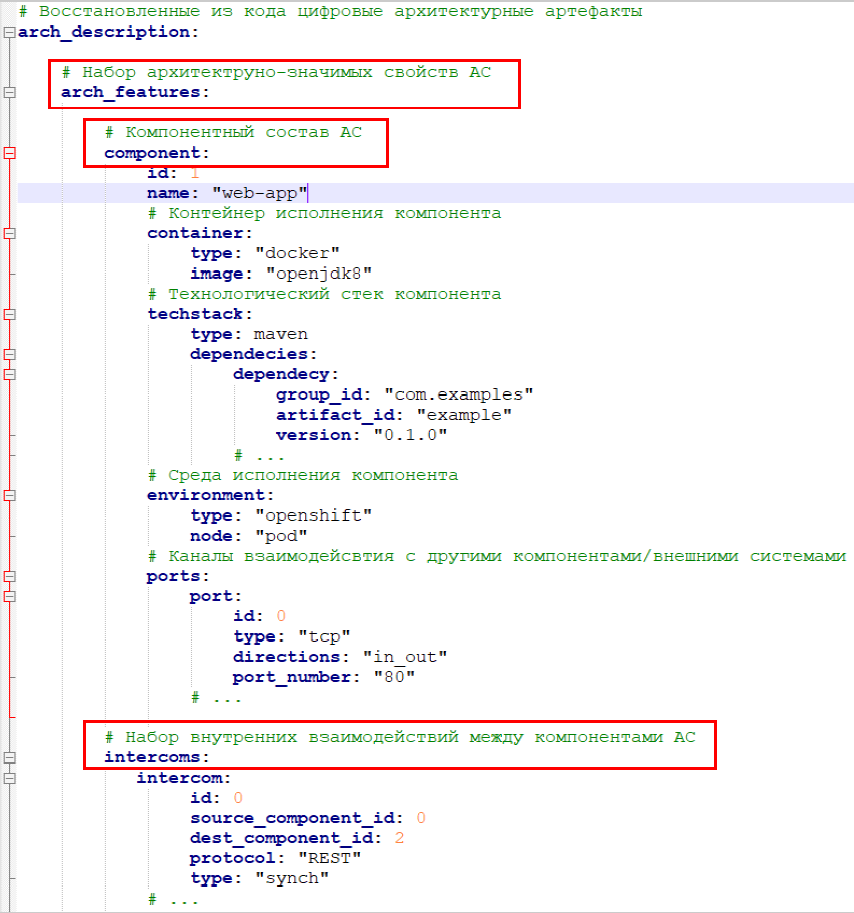 # Восстановленные из кода цифровые архитектурные артефакты
arch_description:
# Набор архитектруно-значимых свойств АС
arch_features:
# Компонентный состав АС
component:
id: 1
name: "web-app"
# Контейнер исполнения компонента
container:
type: "docker"
image: "openjdk8"
# Технологический стек компонента
techstack:
type: maven
dependecies:
dependecy:
group_id: "com.examples"
artifact_id: "example"
version: "0.1.0"
# ...
# Среда исполнения компонента
environment:
type: "openshift"
node: "pod"
# Каналы взаимодейсвтия с другими компонентами/внешними системами
ports:
port:
id: 0
type: "tcp"
directions: "in_out"
port_number: "80"
# ...
# Набор внутренних взаимодействий между компонентами АС
intercoms:
intercom:
id: 0
source_component_id: 0
dest_component_id: 2
protocol: "REST"
type: "synch"
# ...